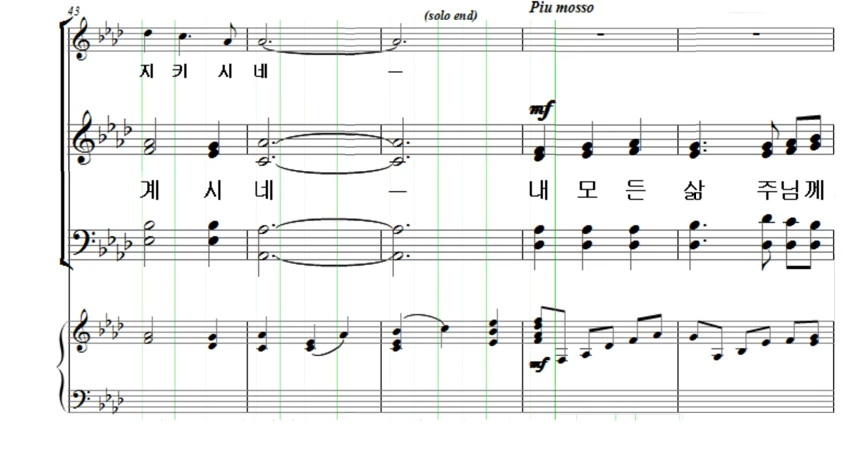 43
(solo end)
Piu mosso
지 키 시 네 —
mf
계 시 네 — 내 모 든 삶 주님께
mf